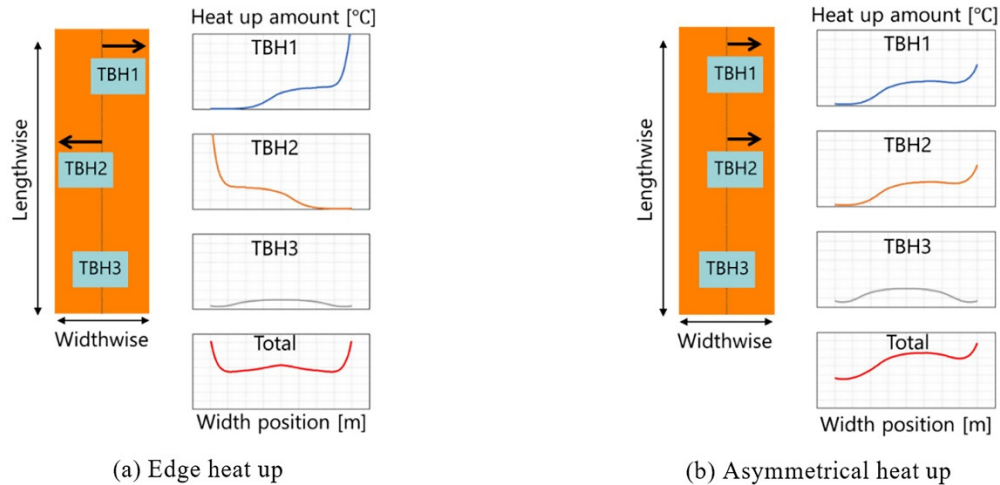 Heat up amount [℃]
TBH1
TBH1
TBH2
TBH2
TBH3
TBH3
Total
Lengthwise
Widthwise
Width position [m]
(a) Edge heat up
Heat up amount [℃]
TBH1
TBH1
TBH2
TBH2
TBH3
TBH3
Total
Lengthwise
Widthwise
Width position [m]
(b) Asymmetrical heat up